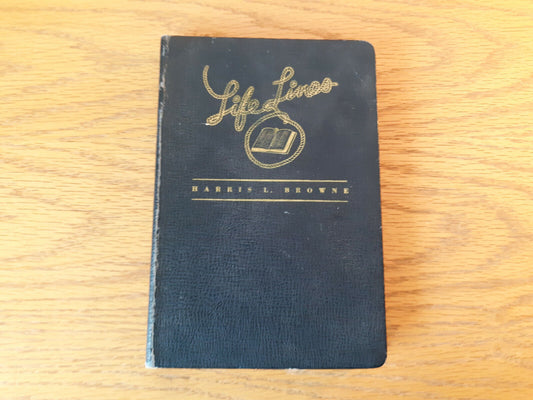 Life Lines
HARRIS L. BROWNE